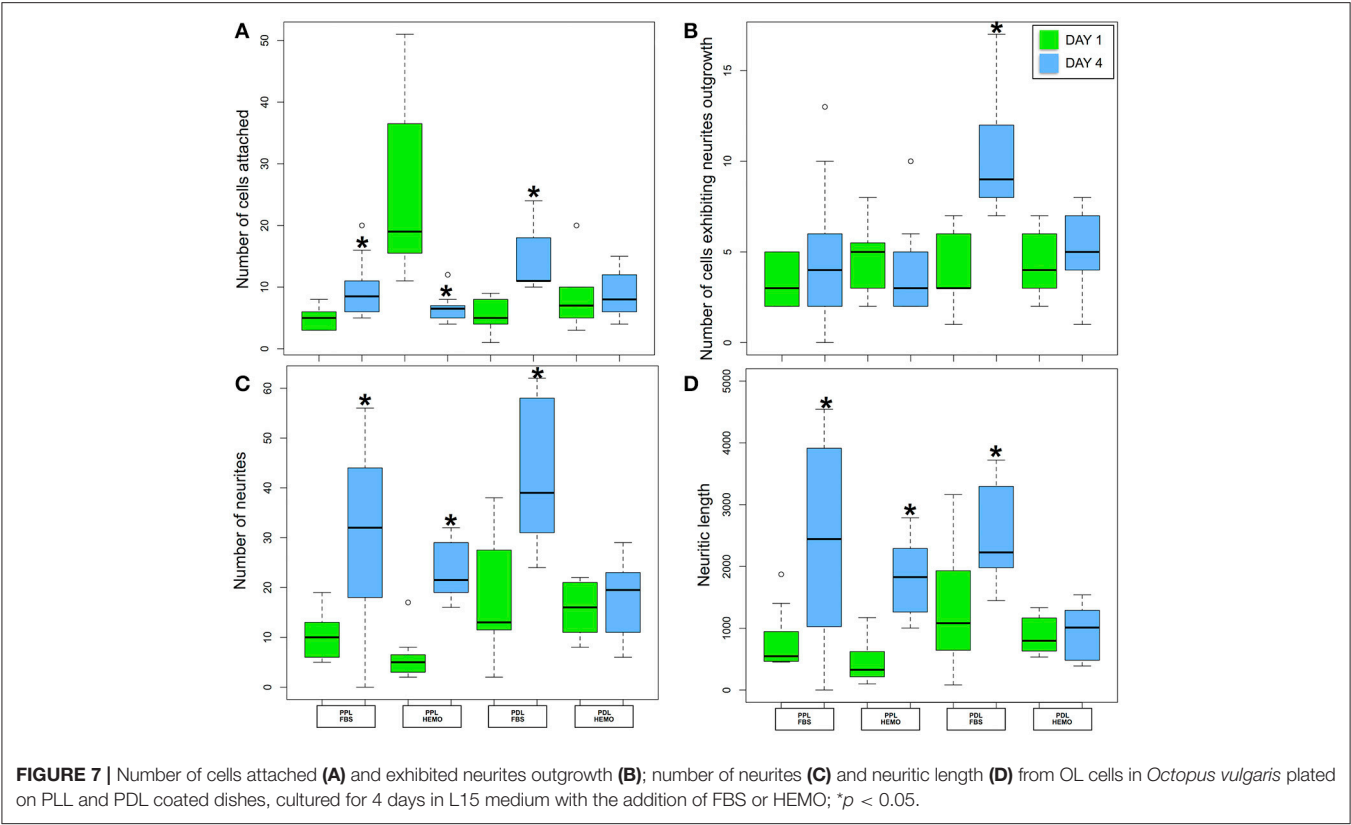 A
Number of cells attached
50
40
30
20
10
0
*
*
*
B
Number of cells exhibiting neurites outgrowth
15
10
5
0
*
DAY 1
DAY 4
C
Number of neurites
60
50
40
30
20
10
0
*
*
*
PPL
FBS
PPL
HEMO
PDL
FBS
PDL
HEMO
D
Neuritic length
5000
4000
3000
2000
1000
0
*
*
*
PPL
FBS
PPL
HEMO
PDL
FBS
PDL
HEMO
FIGURE 7 | Number of cells attached (A) and exhibited neurites outgrowth (B); number of neurites (C) and neuritic length (D) from OL cells in Octopus vulgaris plated
on PLL and PDL coated dishes, cultured for 4 days in L15 medium with the addition of FBS or HEMO; *p < 0.05.